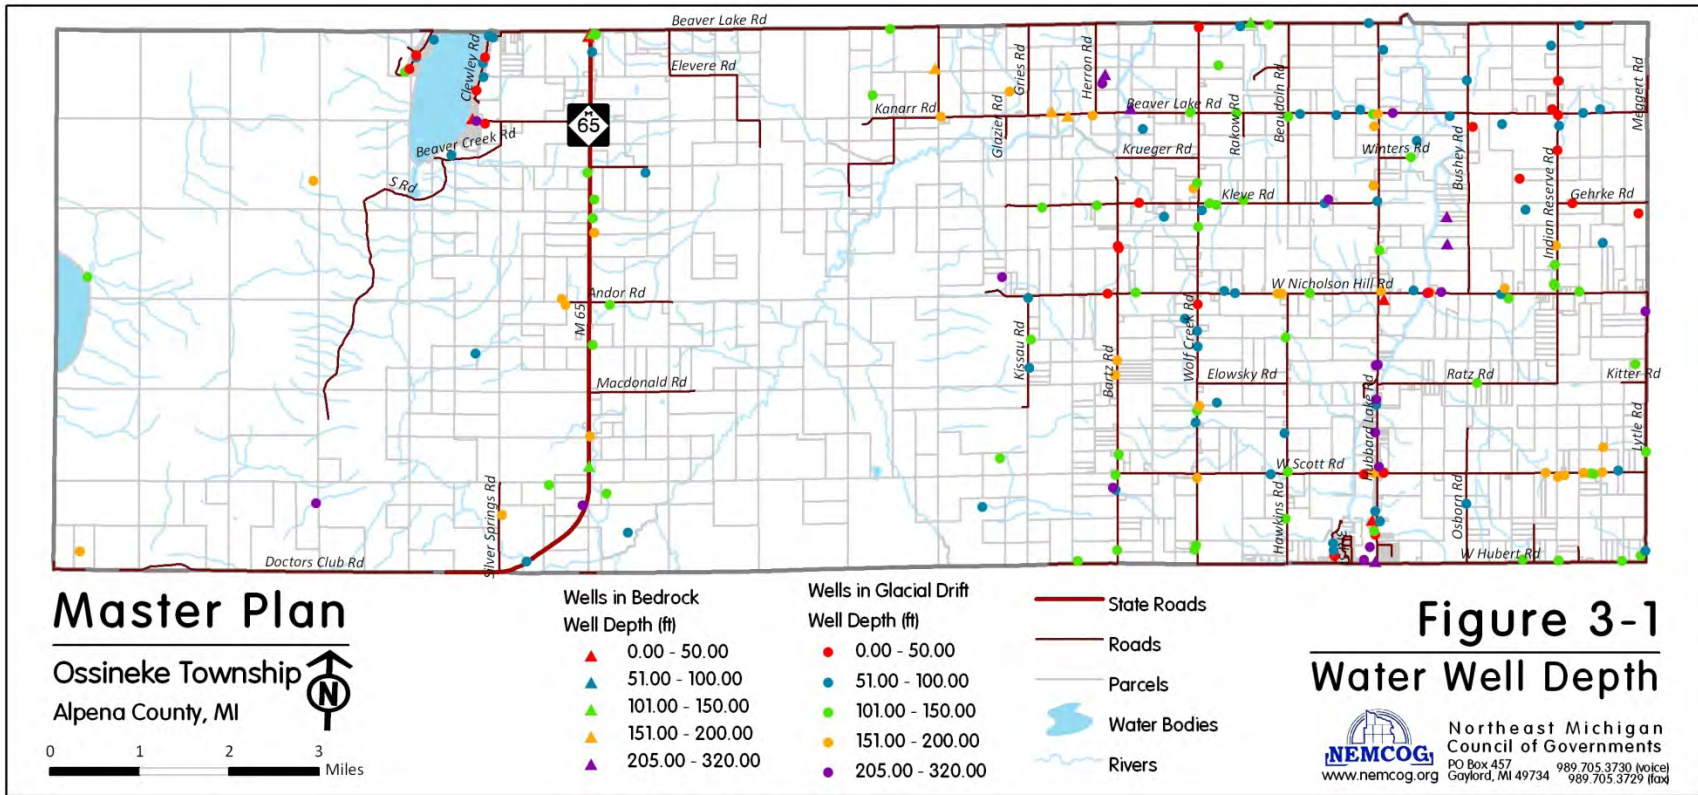 Beaver Lake Rd
Clewley Rd
Elevere Rd
M
65
Beaver Creek Rd
S Rd
Kanarr Rd
Gries Rd
Glazier Rd
Herron Rd
Beaver Lake Rd
Rakow Rd
Beaudoin Rd
Krueger Rd
Winters Rd
Bushey Rd
Meggert Rd
Kleve Rd
Indian Reserve Rd
Gehrke Rd
Andor Rd
M 65
W Nicholson Hill Rd
Kissau Rd
Bartz Rd
Wolf Creek Rd
Macdonald Rd
Elowsky Rd
Hubbard Lake Rd
Ratz Rd
Kitter Rd
Lytle Rd
W Scott Rd
Silver Springs Rd
Hawkins Rd
Osborn Rd
W Hubert Rd
Doctors Club Rd
Master Plan
Ossineke Township
Alpena County, MI
N
0 1 2 3
Miles
Wells in Bedrock
Well Depth (ft)
0.00 - 50.00
51.00 - 100.00
101.00 - 150.00
151.00 - 200.00
205.00 - 320.00
Wells in Glacial Drift
Well Depth (ft)
0.00 - 50.00
51.00 - 100.00
101.00 - 150.00
151.00 - 200.00
205.00 - 320.00
State Roads
Roads
Parcels
Water Bodies
Rivers
Figure 3-1
Water Well Depth
NEMCOG
www.nemcog.org
Northeast Michigan
Council of Governments
PO Box 457
Gaylord, MI 49734
989.705.3730 (voice)
989.705.3729 (fax)